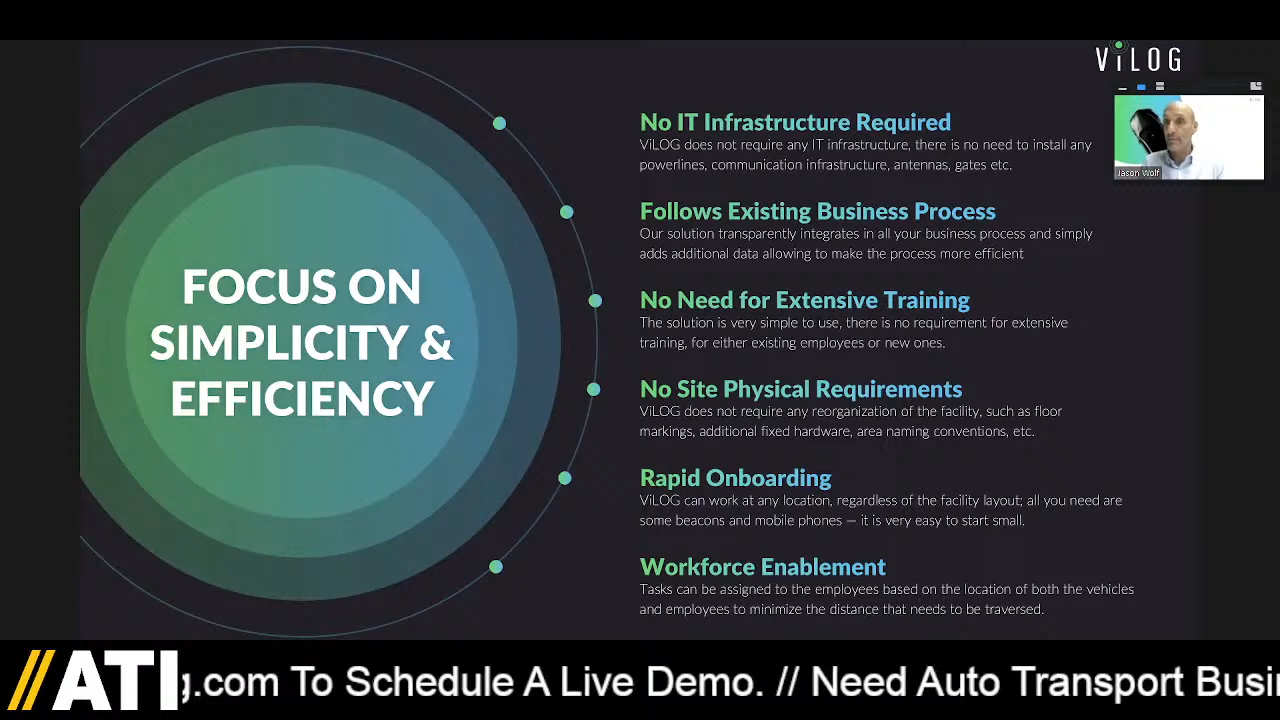 ViLOG
Jason Wolf
FOCUS ON
SIMPLICITY &
EFFICIENCY
No IT Infrastructure Required
ViLOG does not require any IT infrastructure, there is no need to install any
powerlines, communication infrastructure, antennas, gates etc.
Follows Existing Business Process
Our solution transparently integrates in all your business process and simply
adds additional data allowing to make the process more efficient
No Need for Extensive Training
The solution is very simple to use, there is no requirement for extensive
training, for either existing employees or new ones.
No Site Physical Requirements
ViLOG does not require any reorganization of the facility, such as floor
markings, additional fixed hardware, area naming conventions, etc.
Rapid Onboarding
ViLOG can work at any location, regardless of the facility layout; all you need are
some beacons and mobile phones — it is very easy to start small.
Workforce Enablement
Tasks can be assigned to the employees based on the location of both the vehicles
and employees to minimize the distance that needs to be traversed.
//ATI g.com To Schedule A Live Demo. // Need Auto Transport Busi